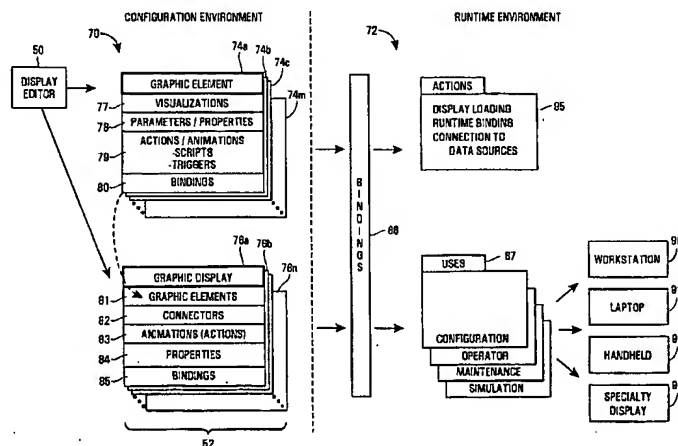 CONFIGURATION ENVIRONMENT
RUNTIME ENVIRONMENT
50
DISPLAY
EDITOR
70
74a
74b
74c
74m
GRAPHIC ELEMENT
77
VISUALIZATIONS
78
PARAMETERS / PROPERTIES
79
ACTIONS / ANIMATIONS
-SCRIPTS
-TRIGGERS
80
BINDINGS
76a
76b
76n
GRAPHIC DISPLAY
81
GRAPHIC ELEMENTS
82
CONNECTORS
83
ANIMATIONS (ACTIONS)
84
PROPERTIES
85
BINDINGS
52
72
BINDINGS
ACTIONS
DISPLAY LOADING
RUNTIME BINDING
CONNECTION TO
DATA SOURCES
USES
87
CONFIGURATION
OPERATOR
MAINTENANCE
SIMULATION
WORKSTATION
LAPTOP
HANDHELD
SPECIALTY
DISPLAY